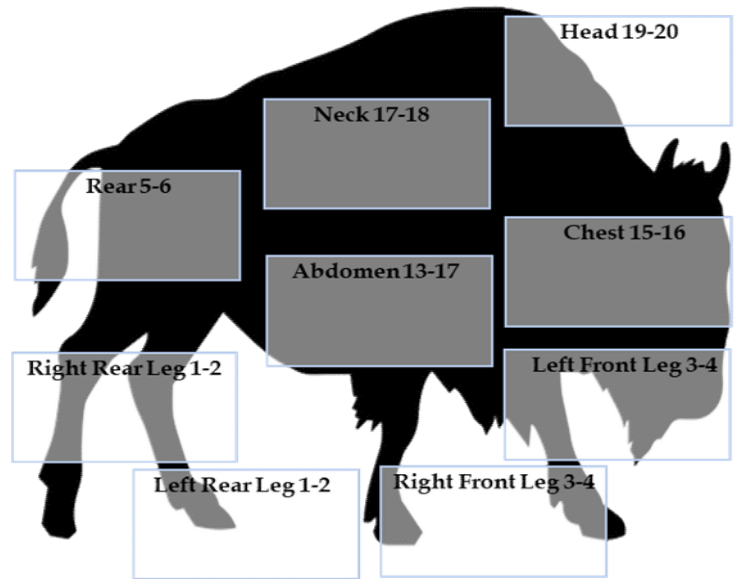 Head 19-20
Neck 17-18
Rear 5-6
Chest 15-16
Abdomen 13-17
Right Rear Leg 1-2
Left Front Leg 3-4
Left Rear Leg 1-2
Right Front Leg 3-4